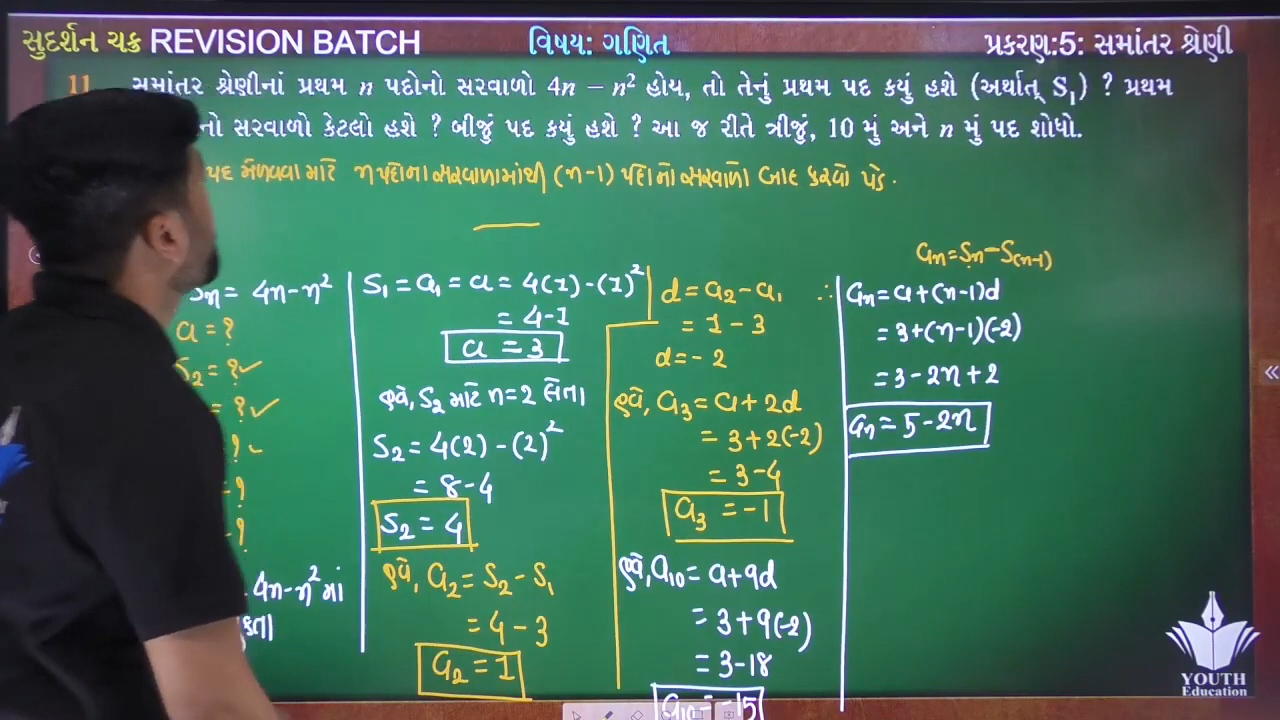 સુદર્શન ચક્ર REVISION BATCH
વિષય: ગણિત
પ્રકરણ:5: સમાંતર શ્રેણી
11 સમાંતર શ્રેણીનાં પ્રથમ n પદોનો સરવાળો 4n − n² હોય, તો તેનું પ્રથમ પદ કયું હશે (અર્થાત્ S₁) ? પ્રથમ
નો સરવાળો કેટલો હશે ? બીજું પદ કયું હશે ? આ જ રીતે ત્રીજું, 10 મું અને n મું પદ શોધો.
પદ મેળવવા માટે n પદોના સરવાળામાંથી (n-1) પદોનો સરવાળો બાદ કરવો પડે.
Sn = 4n-n²
a = ?
S₂ = ?✓
= ?✓
?✓
-?
-?
4n-n² માં
S₁ = a₁ = a = 4(1)-(1)²
= 4-1
a = 3
હવે, S₂ માટે n=2 લેતા
S₂ = 4(2)-(2)²
= 8-4
S₂ = 4
હવે, a₂ = S₂ - S₁
= 4 - 3
a₂ = 1
d = a₂ - a₁
= 1 - 3
d = -2
હવે, a₃ = a + 2d
= 3 + 2(-2)
= 3 - 4
a₃ = -1
હવે, a₁₀ = a + 9d
= 3 + 9(-2)
= 3 - 18
a₁₀ = -15
an = Sn - S(n-1)
∴ an = a + (n-1)d
= 3 + (n-1)(-2)
= 3 - 2n + 2
an = 5 - 2n
YOUTH
Education